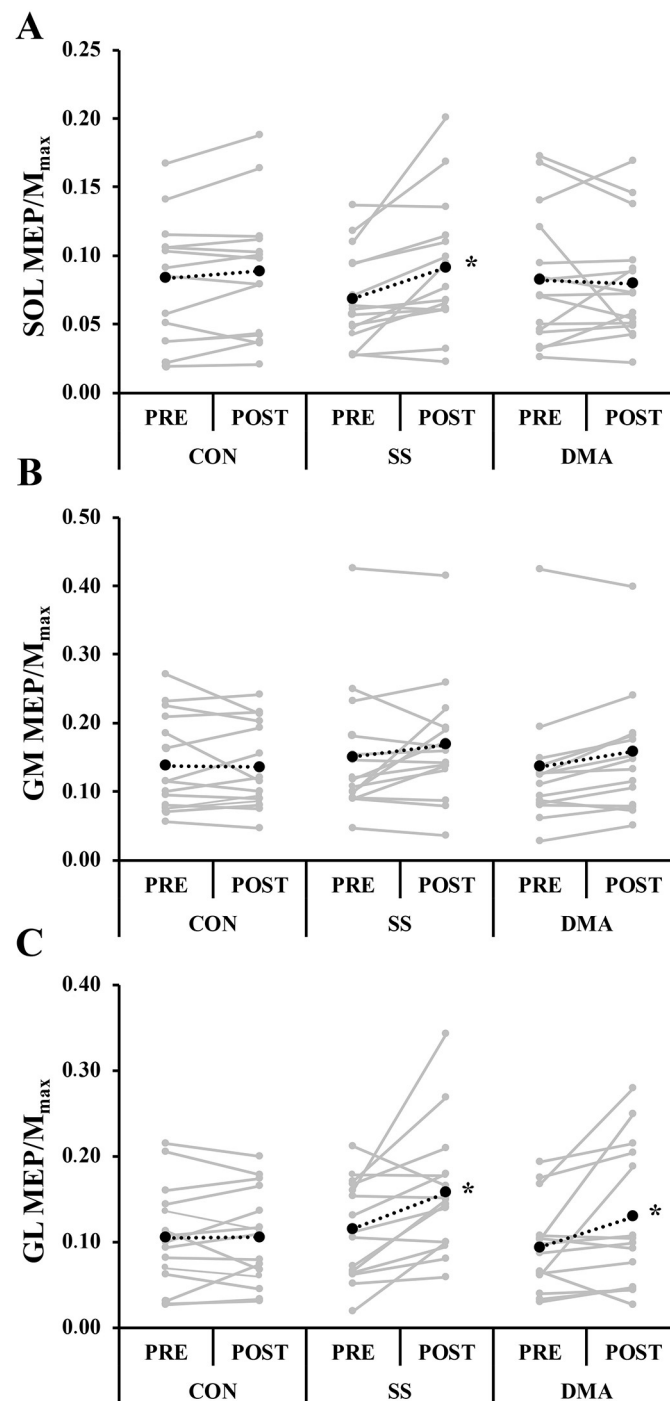 A
SOL MEP/Mmax
0.25
0.20
0.15
0.10
0.05
0.00
*
PRE POST PRE POST PRE POST
CON SS DMA
B
GM MEP/Mmax
0.50
0.40
0.30
0.20
0.10
0.00
PRE POST PRE POST PRE POST
CON SS DMA
C
GL MEP/Mmax
0.40
0.30
0.20
0.10
0.00
* *
PRE POST PRE POST PRE POST
CON SS DMA